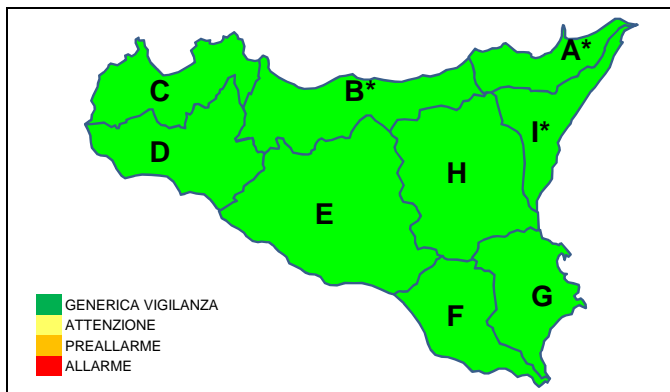 A*
C
B*
I*
D
H
E
G
F
GENERICA VIGILANZA
ATTENZIONE
PREALLARME
ALLARME